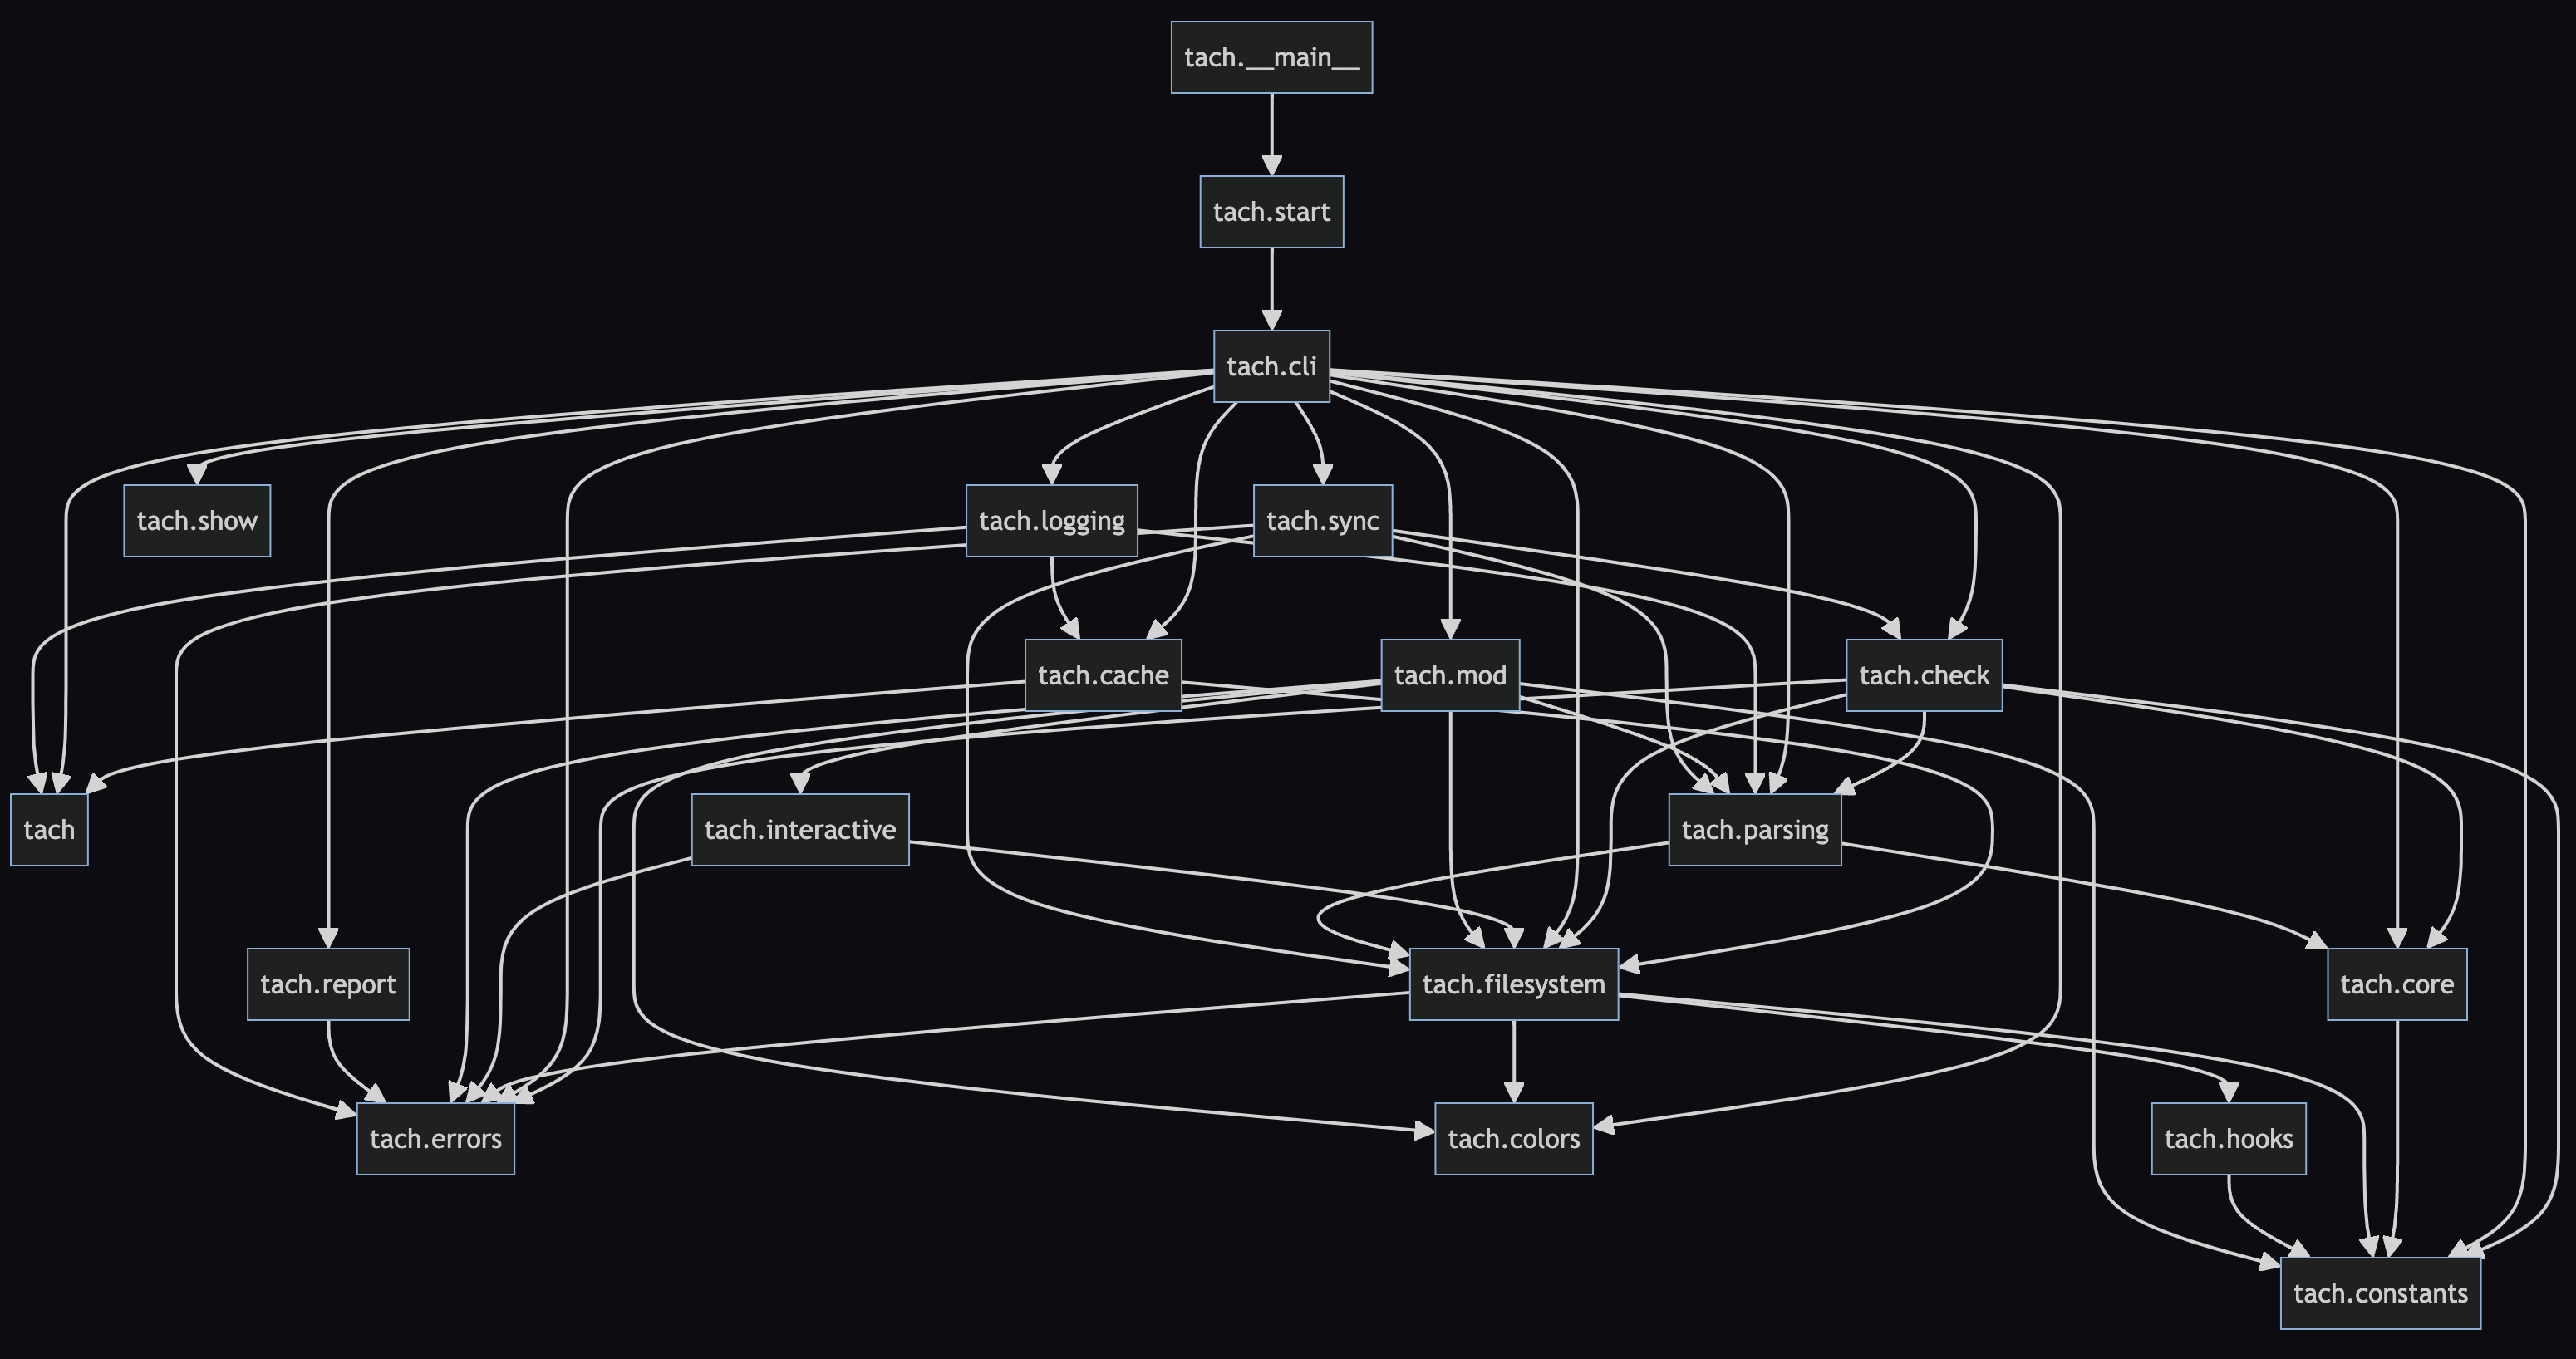 tach.__main__
tach.start
tach.cli
tach.show
tach.logging
tach.sync
tach.cache
tach.mod
tach.check
tach
tach.interactive
tach.parsing
tach.report
tach.filesystem
tach.core
tach.errors
tach.colors
tach.hooks
tach.constants